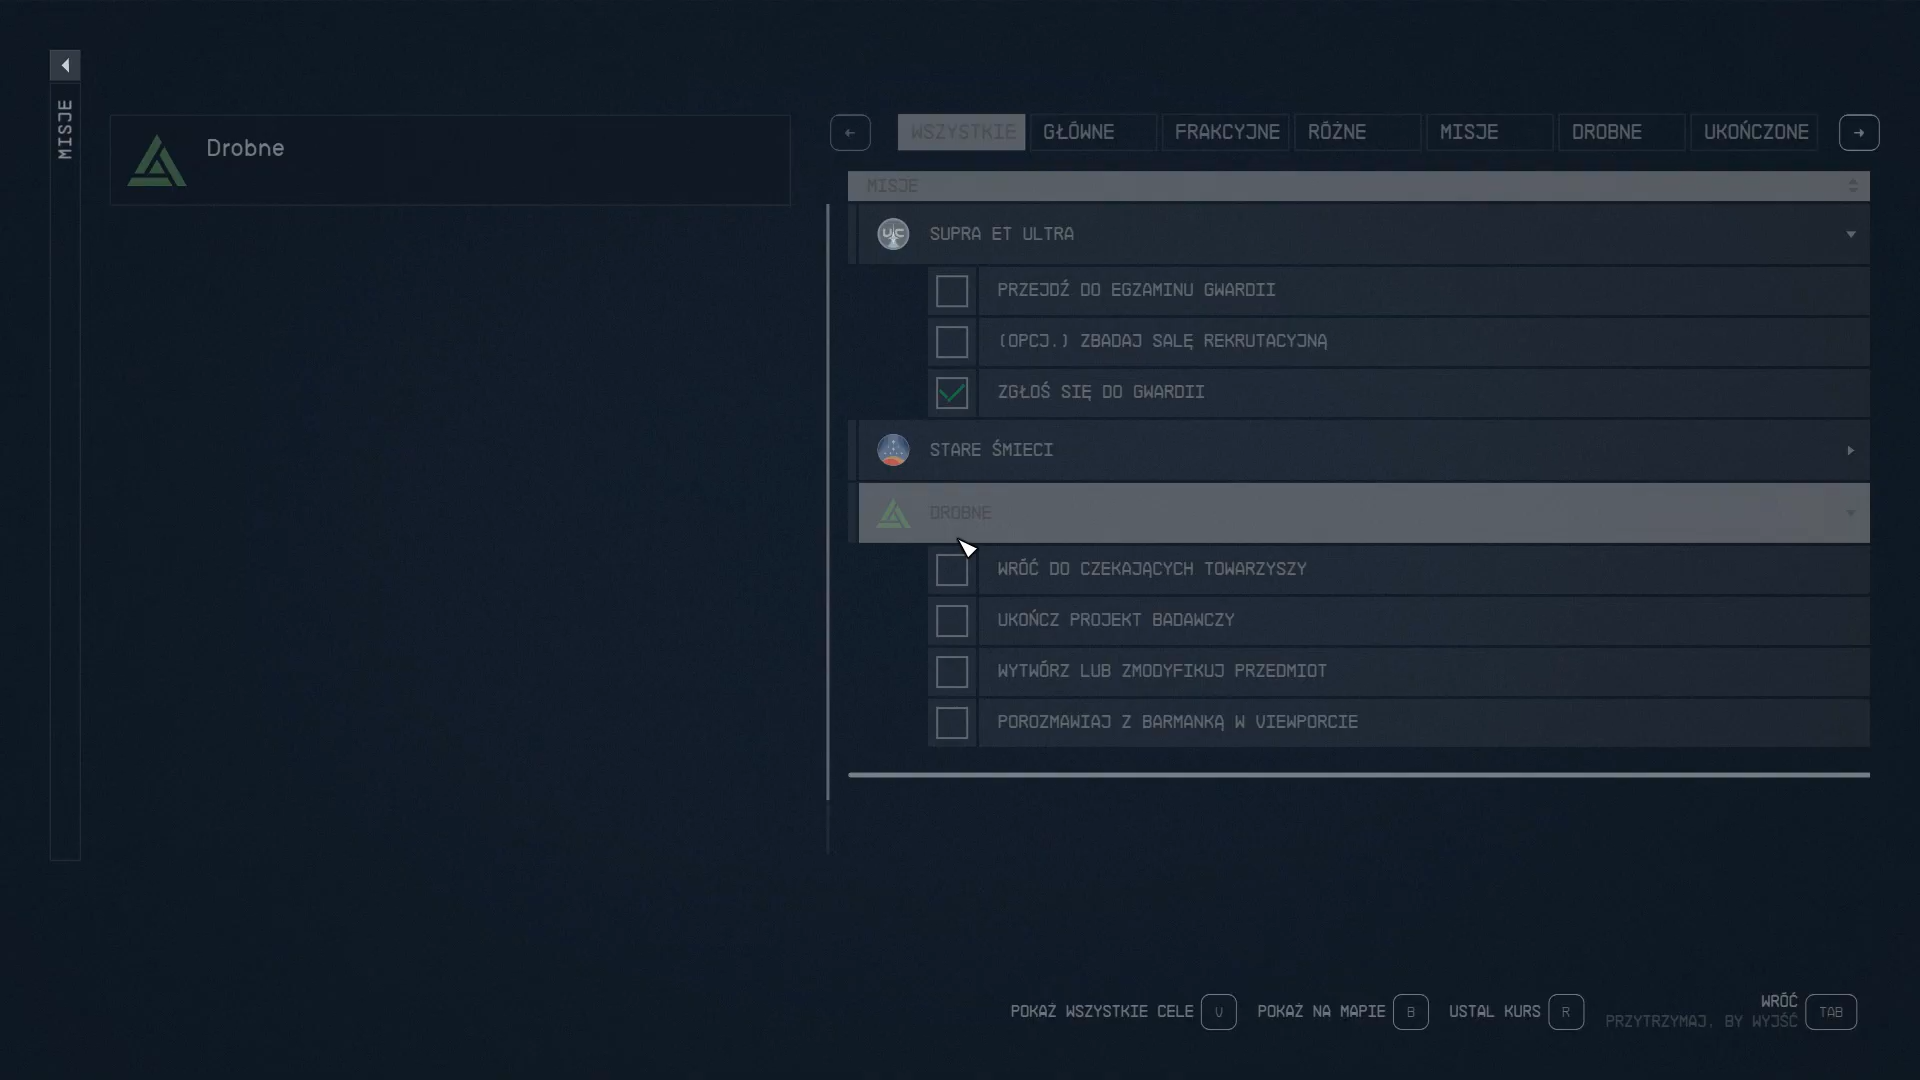 MISJE
Drobne
WSZYSTKIE
GŁÓWNE
FRAKCYJNE
RÓŻNE
MISJE
DROBNE
UKOŃCZONE
MISJE
UC
SUPRA ET ULTRA
PRZEJDŹ DO EGZAMINU GWARDII
(OPCJ.) ZBADAJ SALĘ REKRUTACYJNĄ
ZGŁOŚ SIĘ DO GWARDII
STARE ŚMIECI
DROBNE
WRÓĆ DO CZEKAJĄCYCH TOWARZYSZY
UKOŃCZ PROJEKT BADAWCZY
WYTWÓRZ LUB ZMODYFIKUJ PRZEDMIOT
POROZMAWIAJ Z BARMANKĄ W VIEWPORCIE
POKAŻ WSZYSTKIE CELE V
POKAŻ NA MAPIE B
USTAL KURS R
WRÓĆ
PRZYTRZYMAJ, BY WYJŚĆ
TAB